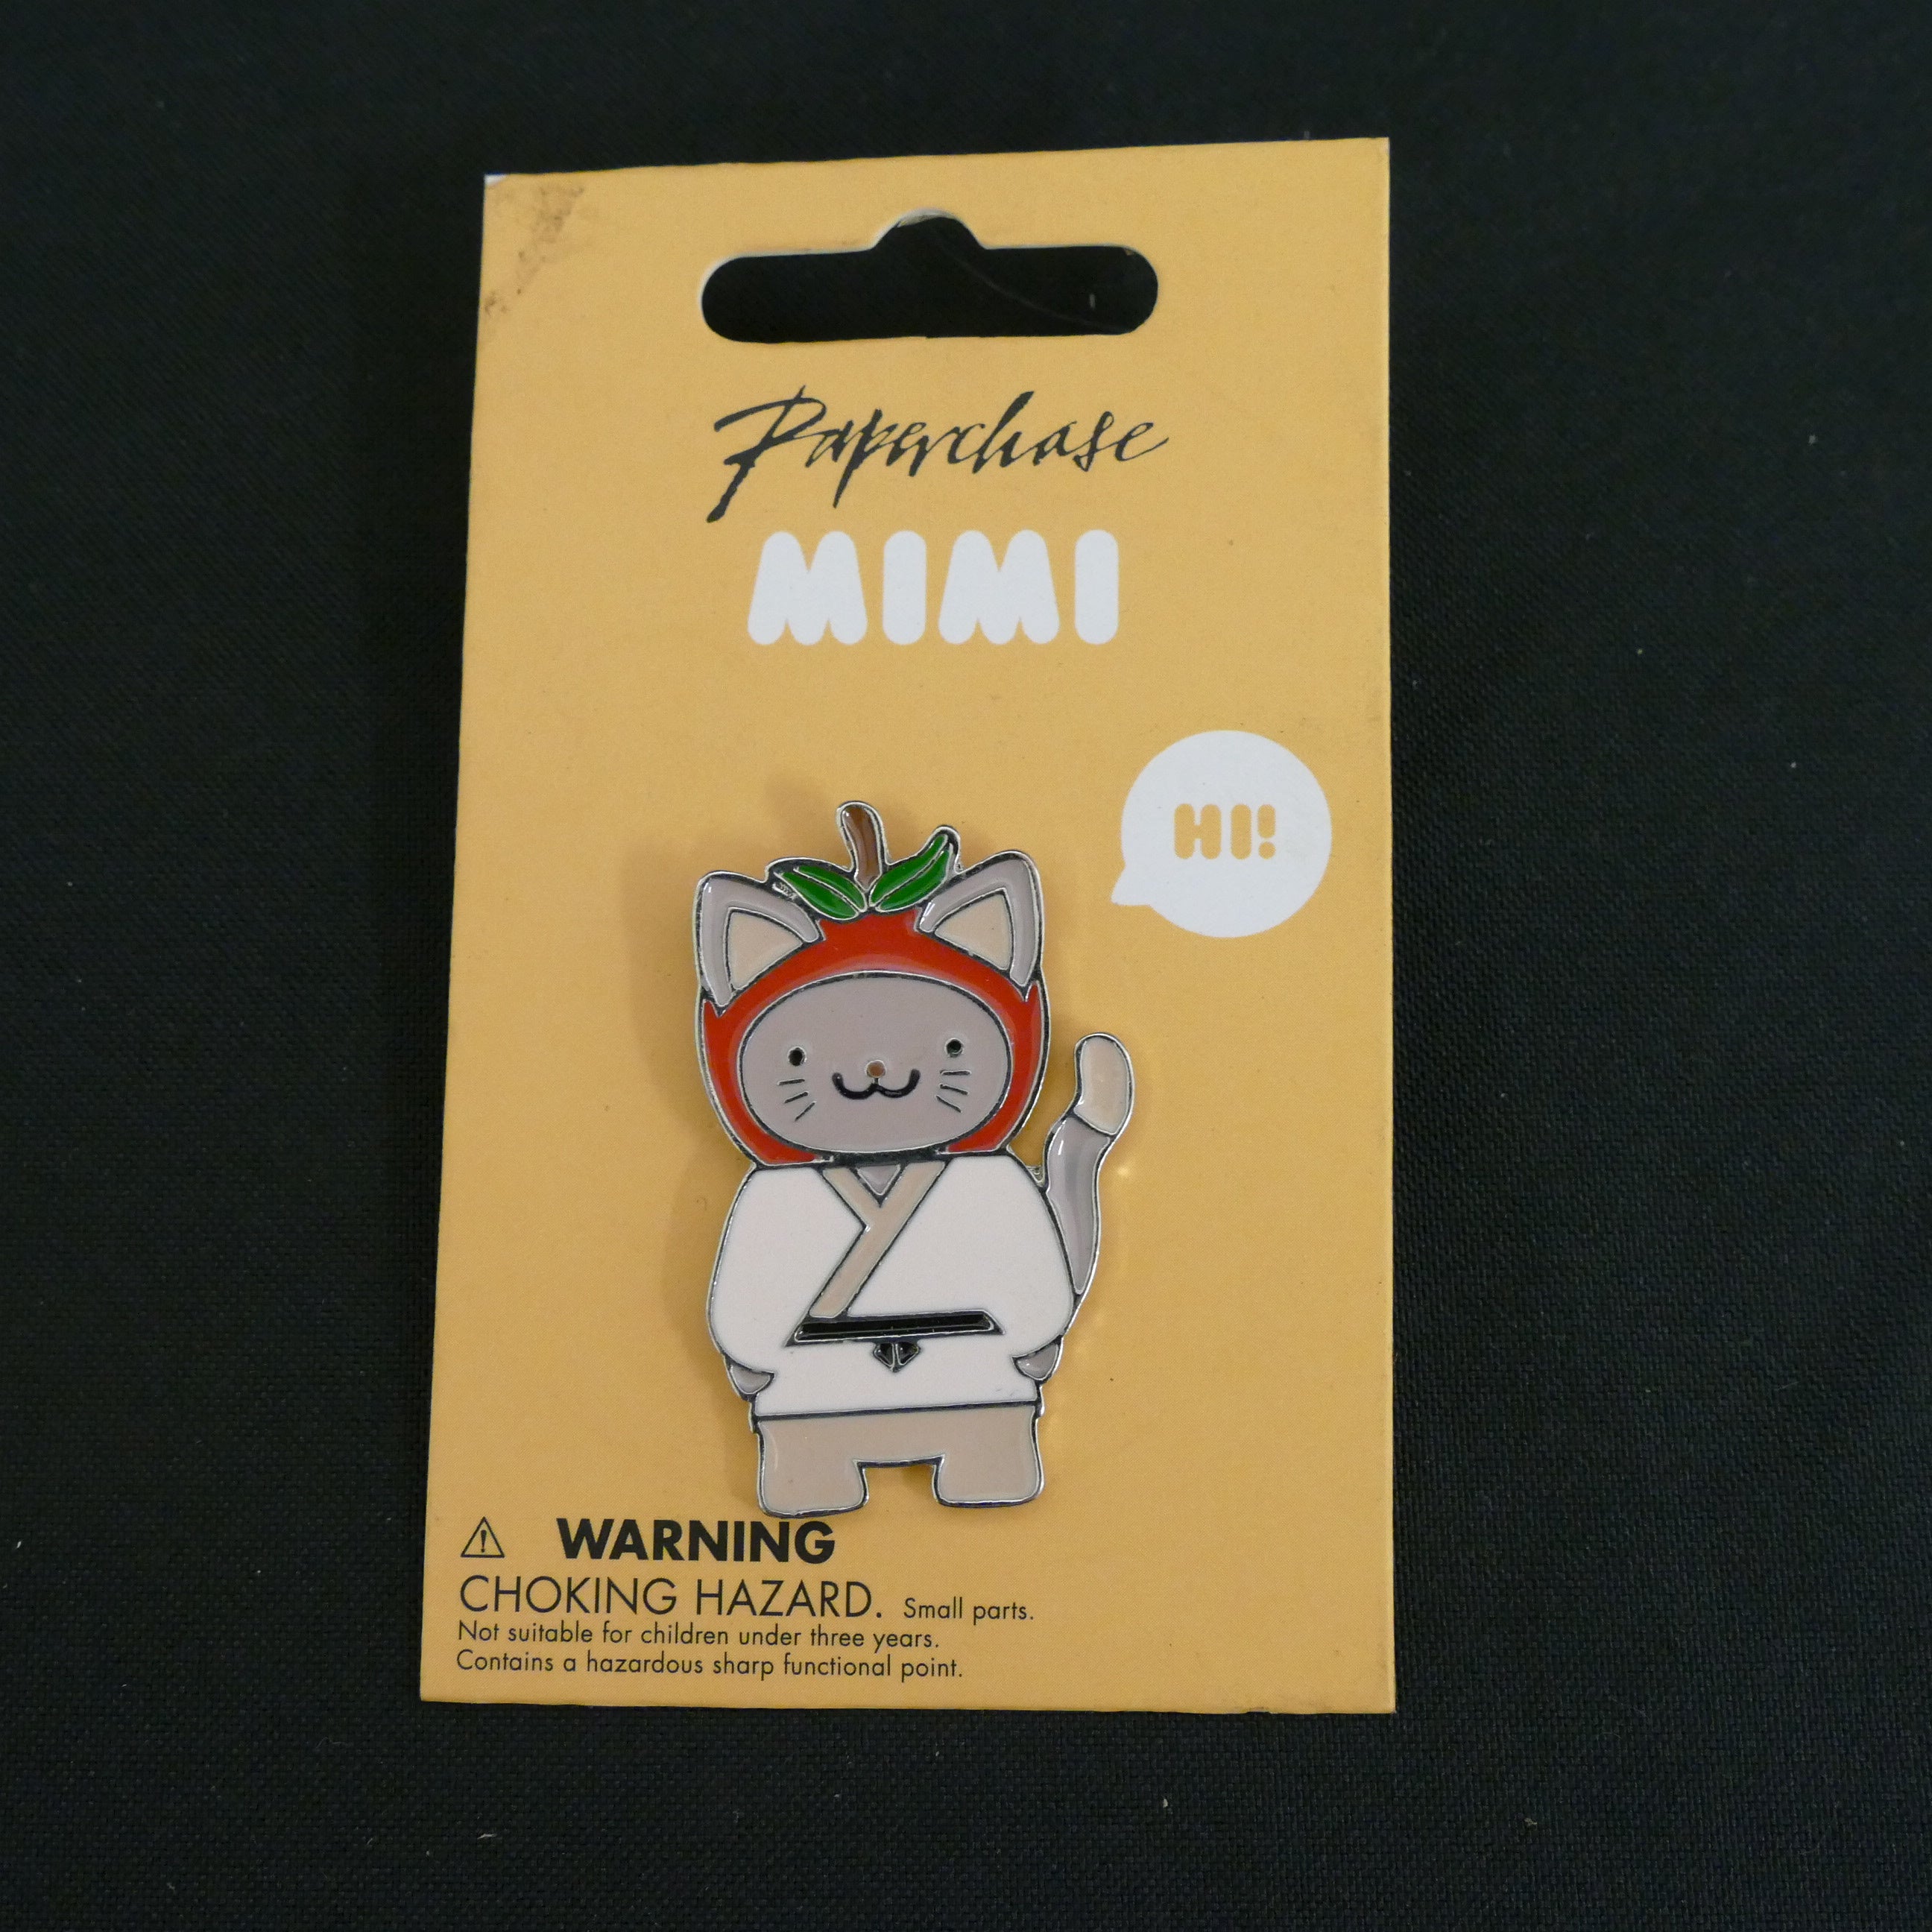 Paperchase
MIMI
HI!
WARNING
CHOKING HAZARD. Small parts.
Not suitable for children under three years.
Contains a hazardous sharp functional point.